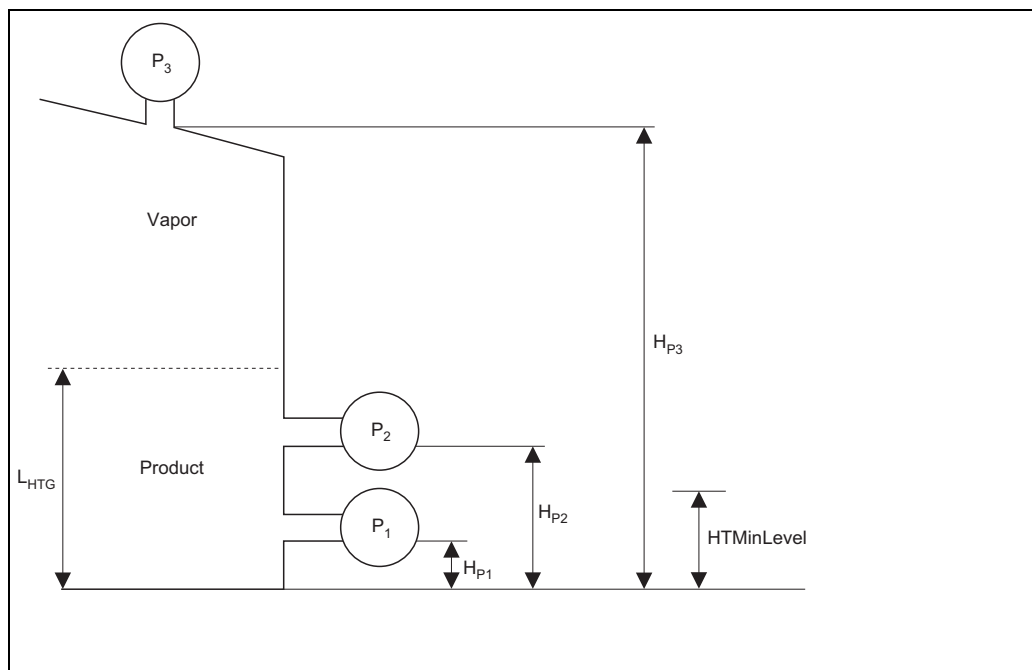 P3
Vapor
HP3
P2
Product
LHTG
HP2
P1
HTMinLevel
HP1